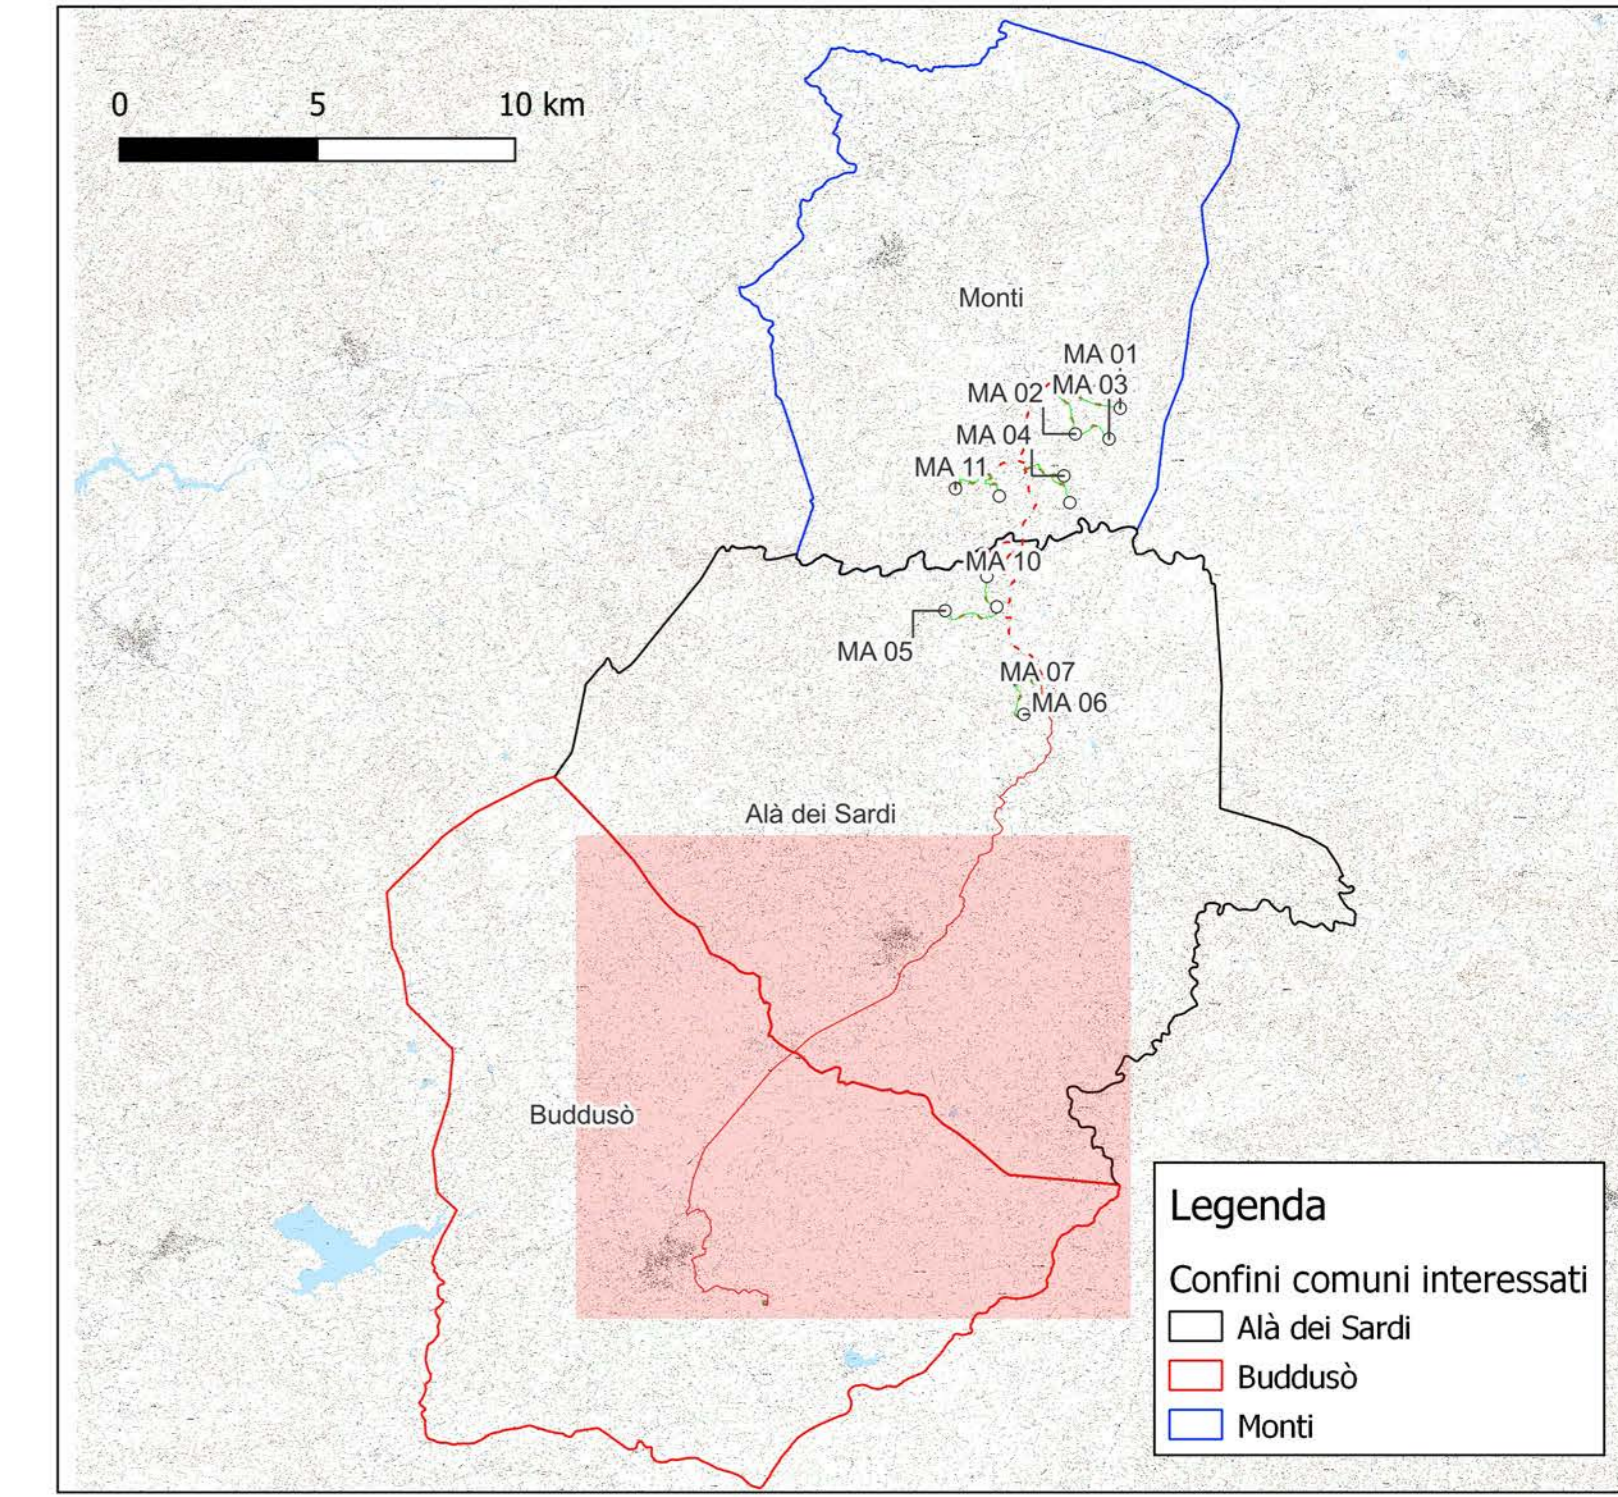 0 5 10 km
Monti
MA 01
MA 02 MA 03
MA 04
MA 11
MA 10
MA 05
MA 07
MA 06
Alà dei Sardi
Buddusò
Legenda
Confini comuni interessati
Alà dei Sardi
Buddusò
Monti